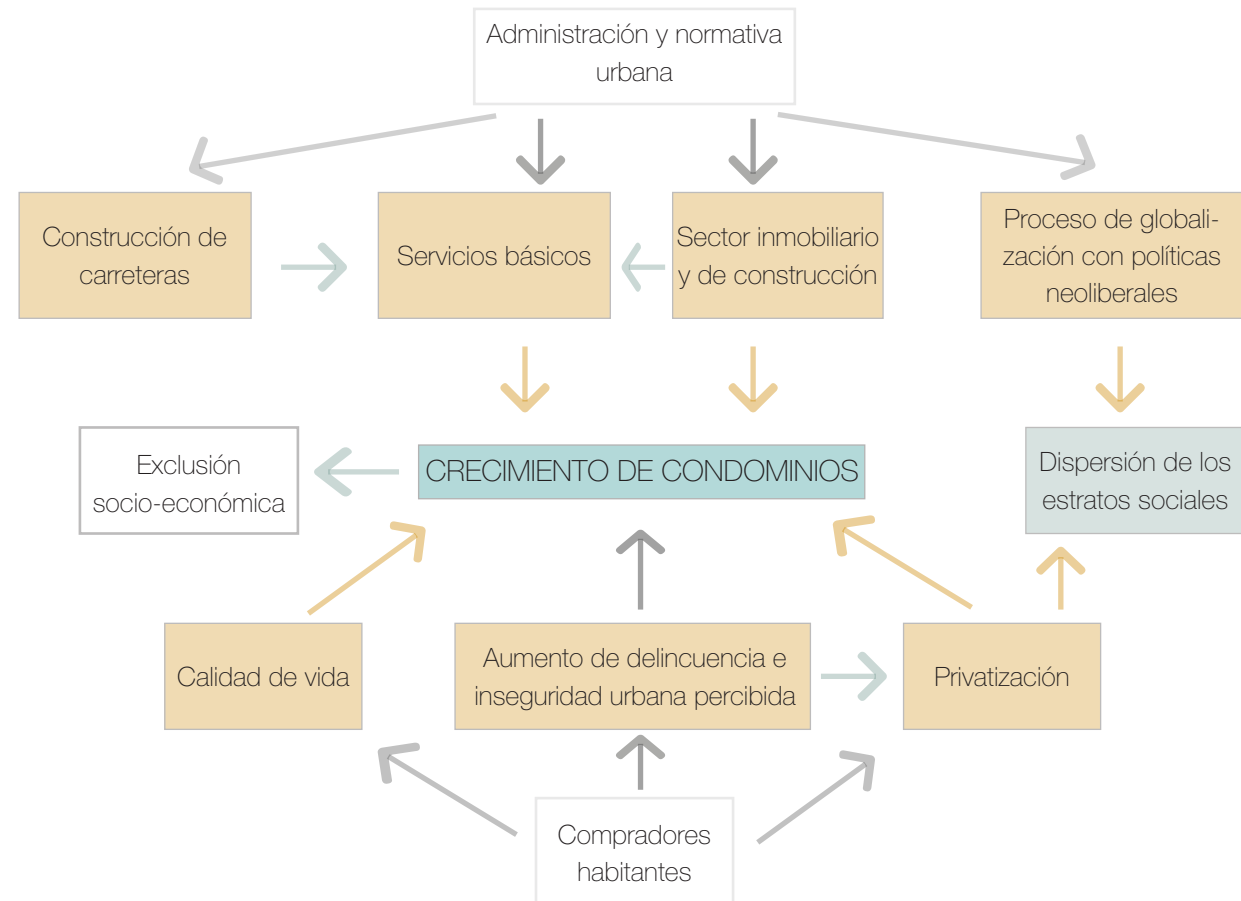 Administración y normativa
urbana
Construcción de
carreteras
Servicios básicos
Sector inmobiliario
y de construcción
Proceso de globali-
zación con políticas
neoliberales
Exclusión
socio-económica
CRECIMIENTO DE CONDOMINIOS
Dispersión de los
estratos sociales
Calidad de vida
Aumento de delincuencia e
inseguridad urbana percibida
Privatización
Compradores
habitantes